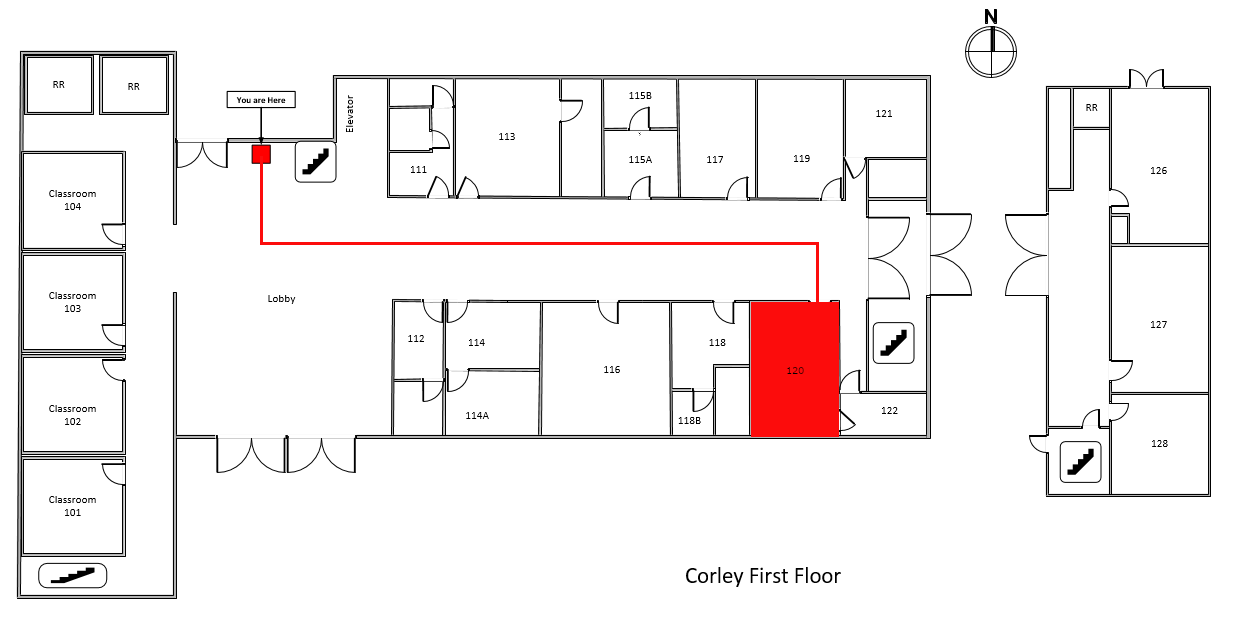 N
RR
RR
You are Here
Elevator
115B
121
RR
113
111
115A
117
119
126
Classroom
104
Classroom
103
Lobby
112
114
116
118
120
127
Classroom
102
114A
118B
122
128
Classroom
101
Corley First Floor